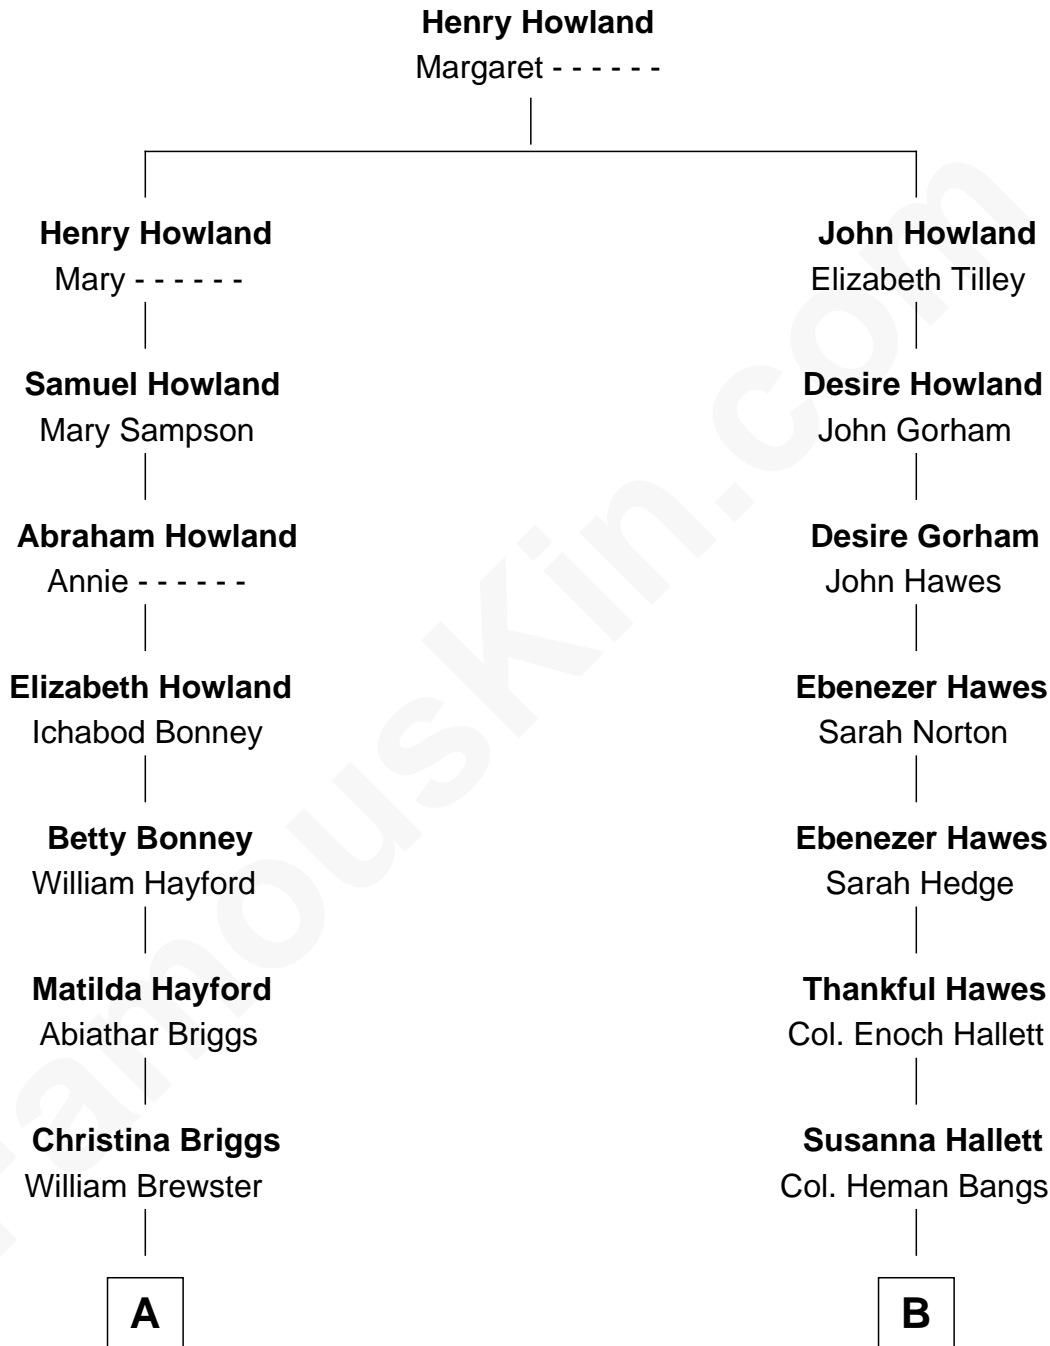 Henry Howland
Margaret - - - - - -
Henry Howland
Mary - - - - - -
John Howland
Elizabeth Tilley
Samuel Howland
Mary Sampson
Desire Howland
John Gorham
Abraham Howland
Annie - - - - - -
Desire Gorham
John Hawes
Elizabeth Howland
Ichabod Bonney
Ebenezer Hawes
Sarah Norton
Betty Bonney
William Hayford
Ebenezer Hawes
Sarah Hedge
Matilda Hayford
Abiathar Briggs
Thankful Hawes
Col. Enoch Hallett
Christina Briggs
William Brewster
Susanna Hallett
Col. Heman Bangs
A
B
FamousKin.com